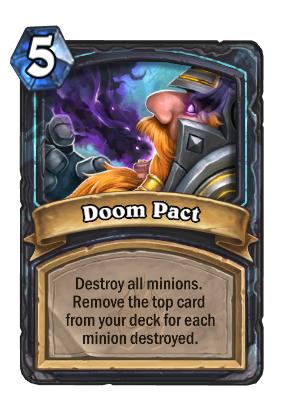 5
Doom Pact
Destroy all minions.
Remove the top card
from your deck for each
minion destroyed.